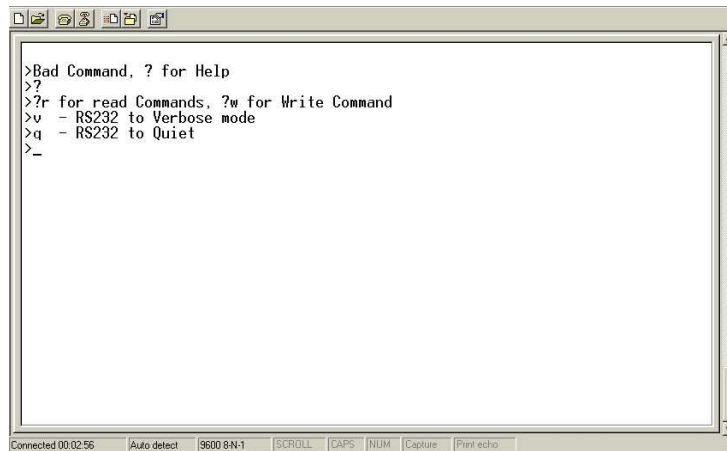 >Bad Command, ? for Help
>?
>?r for read Commands, ?w for Write Command
>v  - RS232 to Verbose mode
>q  - RS232 to Quiet
>_
Connected 00:02:56 Auto detect 9600 8-N-1 SCROLL CAPS NUM Capture Print echo